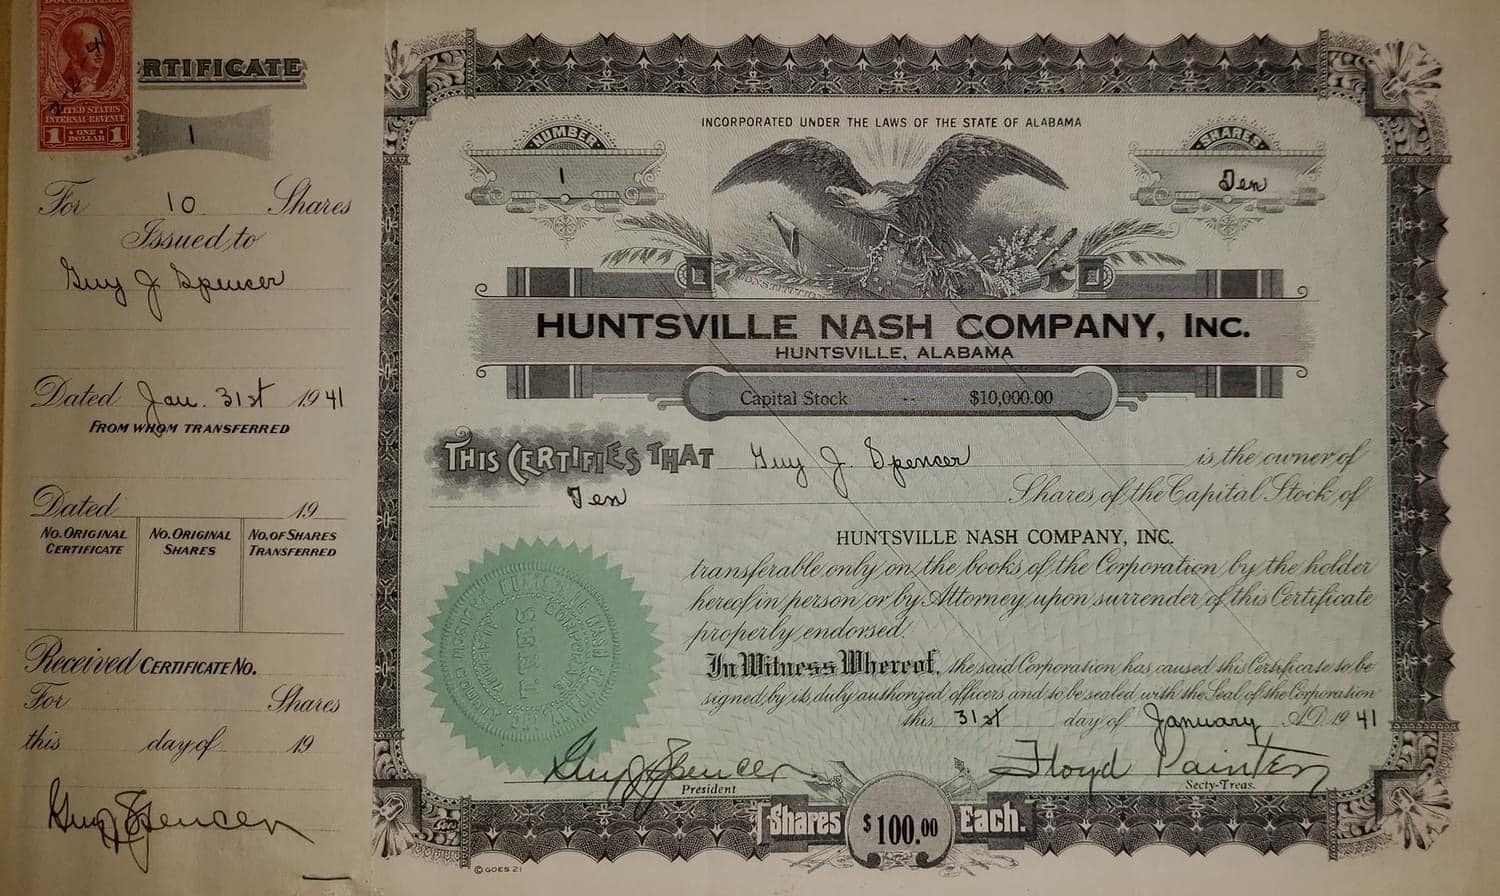 DOCUMENTARY
UNITED STATES
INTERNAL REVENUE
1 ONE DOLLAR 1
RTIFICATE
1
For 10 Shares
Issued to
Guy J Spencer
Dated Jan. 31st 1941
FROM WHOM TRANSFERRED
Dated 19
NO. ORIGINAL CERTIFICATE
NO. ORIGINAL SHARES
NO. OF SHARES TRANSFERRED
Received CERTIFICATE NO.
For Shares
this day of 19
Guy J Spencer
INCORPORATED UNDER THE LAWS OF THE STATE OF ALABAMA
NUMBER
1
SHARES
Ten
HUNTSVILLE NASH COMPANY, INC.
HUNTSVILLE, ALABAMA
Capital Stock -- $10,000.00
THIS CERTIFIES THAT Guy J. Spencer is the owner of
Ten Shares of the Capital Stock of
HUNTSVILLE NASH COMPANY, INC.
transferable only on the books of the Corporation by the holder
hereof in person or by Attorney upon surrender of this Certificate
properly endorsed.
In Witness Whereof, the said Corporation has caused this Certificate to be
signed by its duly authorized officers and to be sealed with the Seal of the Corporation
this 31st day of January A.D. 1941
Guy J Spencer
President
Floyd Painter
Secty-Treas.
Shares $100.00 Each.
© GOES 21